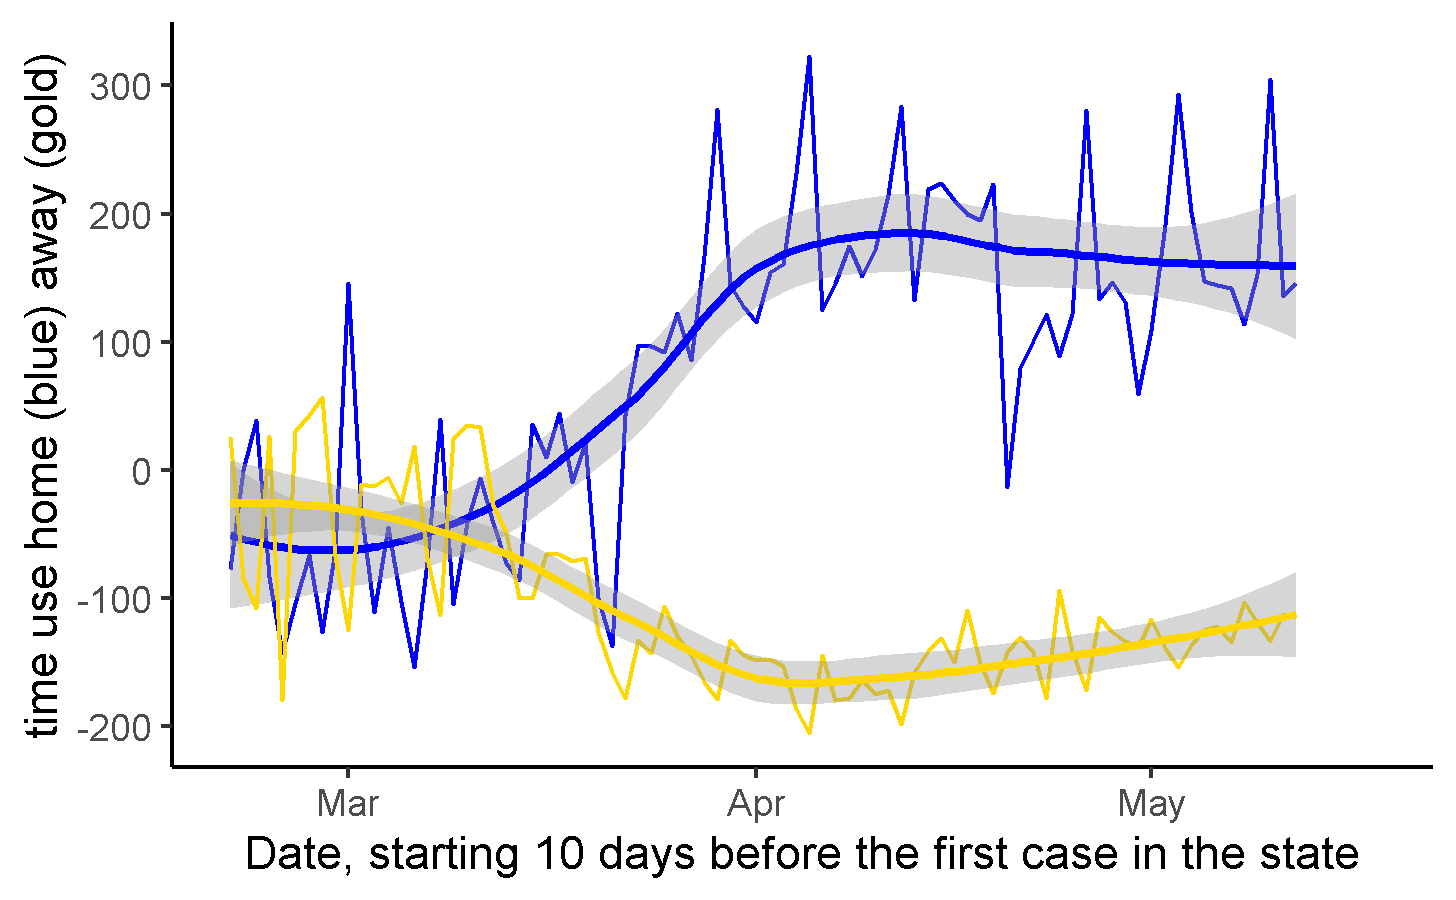 time use home (blue) away (gold)
300
200
100
0
-100
-200
Mar
Apr
May
Date, starting 10 days before the first case in the state